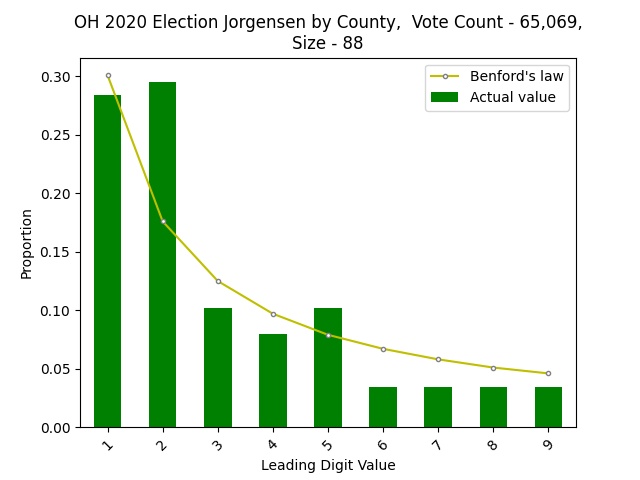 OH 2020 Election Jorgensen by County,  Vote Count - 65,069,
Size - 88
Benford's law
Actual value
0.30
0.25
0.20
0.15
0.10
0.05
0.00
Proportion
1 2 3 4 5 6 7 8 9
Leading Digit Value